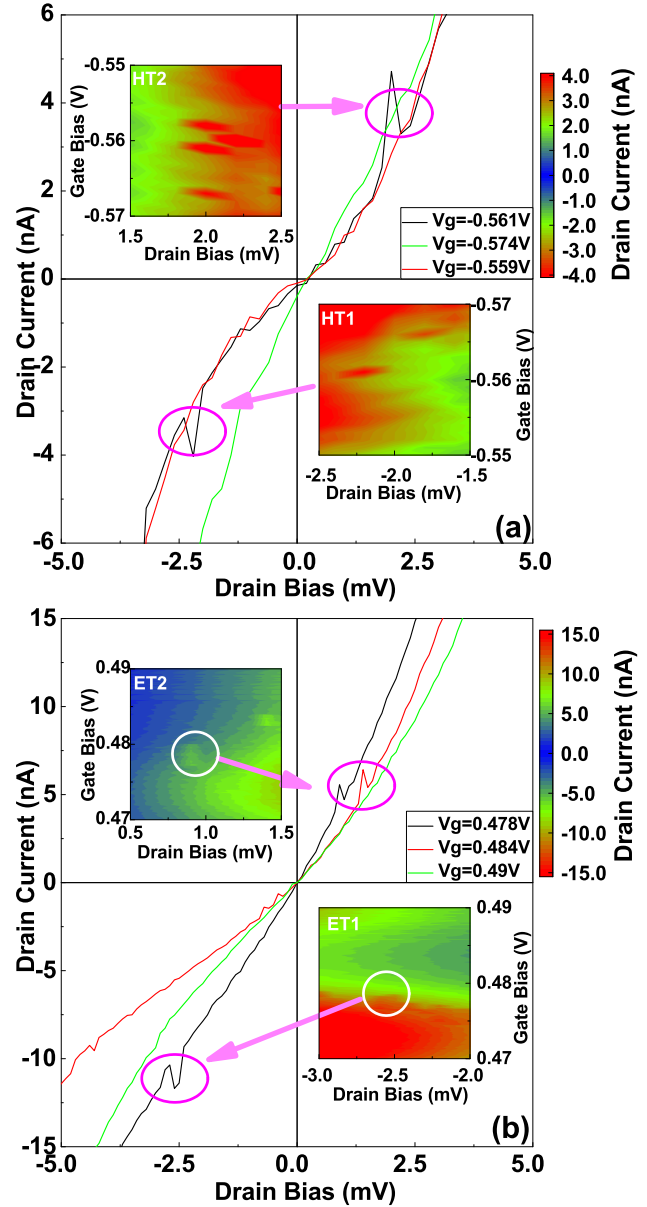 6
4
2
0
-2
-4
-6
Drain Current (nA)
-5.0
-2.5
0.0
2.5
5.0
Drain Bias (mV)
HT2
-0.55
-0.56
-0.57
Gate Bias (V)
1.5
2.0
2.5
Drain Bias (mV)
Vg=-0.561V
Vg=-0.574V
Vg=-0.559V
HT1
-0.57
-0.56
-0.55
Gate Bias (V)
-2.5
-2.0
-1.5
Drain Bias (mV)
(a)
4.0
3.0
2.0
1.0
0.0
-1.0
-2.0
-3.0
-4.0
Drain Current (nA)
15
10
5
0
-5
-10
-15
Drain Current (nA)
-5.0
-2.5
0.0
2.5
5.0
Drain Bias (mV)
ET2
0.49
0.48
0.47
Gate Bias (V)
0.5
1.0
1.5
Drain Bias (mV)
Vg=0.478V
Vg=0.484V
Vg=0.49V
ET1
0.49
0.48
0.47
Gate Bias (V)
-3.0
-2.5
-2.0
Drain Bias (mV)
(b)
15.0
10.0
5.0
0.0
-5.0
-10.0
-15.0
Drain Current (nA)